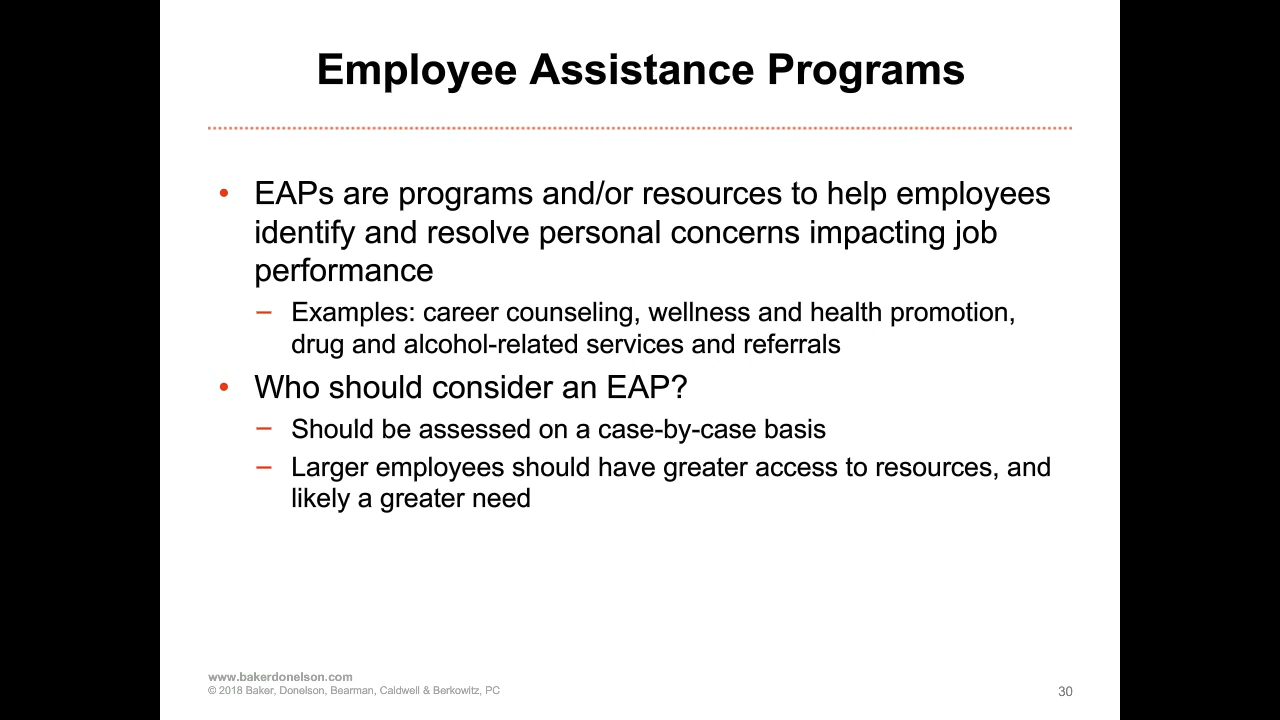 Employee Assistance Programs
• EAPs are programs and/or resources to help employees
identify and resolve personal concerns impacting job
performance
– Examples: career counseling, wellness and health promotion,
drug and alcohol-related services and referrals
• Who should consider an EAP?
– Should be assessed on a case-by-case basis
– Larger employees should have greater access to resources, and
likely a greater need
www.bakerdonelson.com
© 2018 Baker, Donelson, Bearman, Caldwell & Berkowitz, PC
30